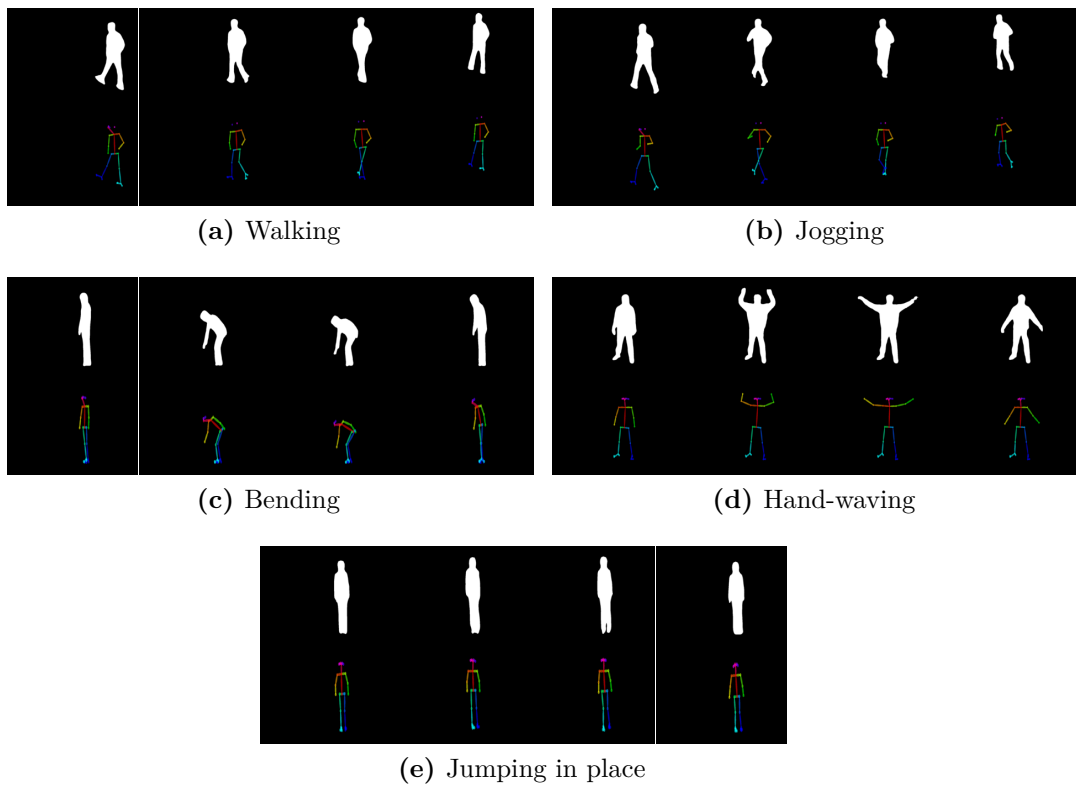 (a) Walking
(b) Jogging
(c) Bending
(d) Hand-waving
(e) Jumping in place